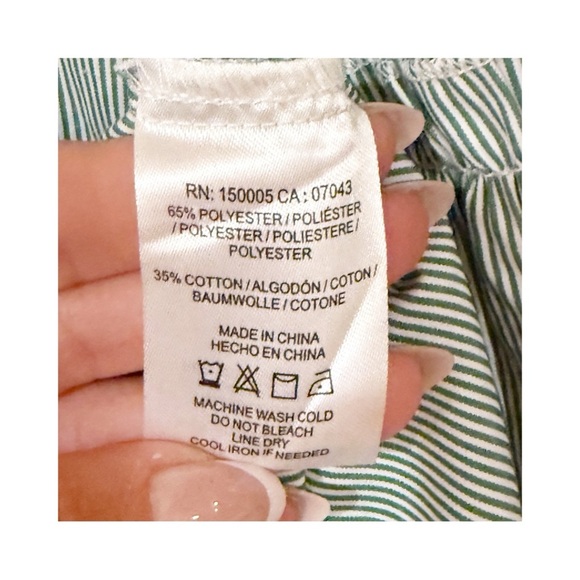 RN: 150005 CA: 07043
65% POLYESTER / POLIÉSTER
/ POLYESTER / POLIESTERE /
POLYESTER
35% COTTON / ALGODÓN / COTON /
BAUMWOLLE / COTONE
MADE IN CHINA
HECHO EN CHINA
MACHINE WASH COLD
DO NOT BLEACH
LINE DRY
COOL IRON IF NEEDED